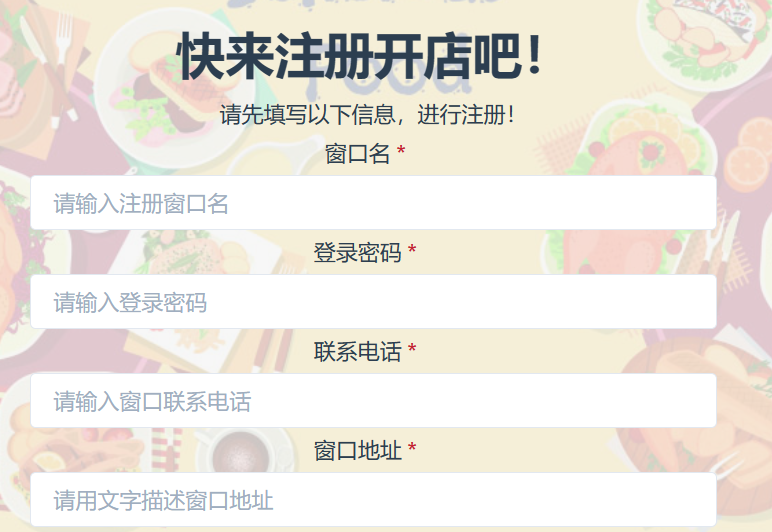 Food
快来注册开店吧！
请先填写以下信息，进行注册！
窗口名 *
请输入注册窗口名
登录密码 *
请输入登录密码
联系电话 *
请输入窗口联系电话
窗口地址 *
请用文字描述窗口地址